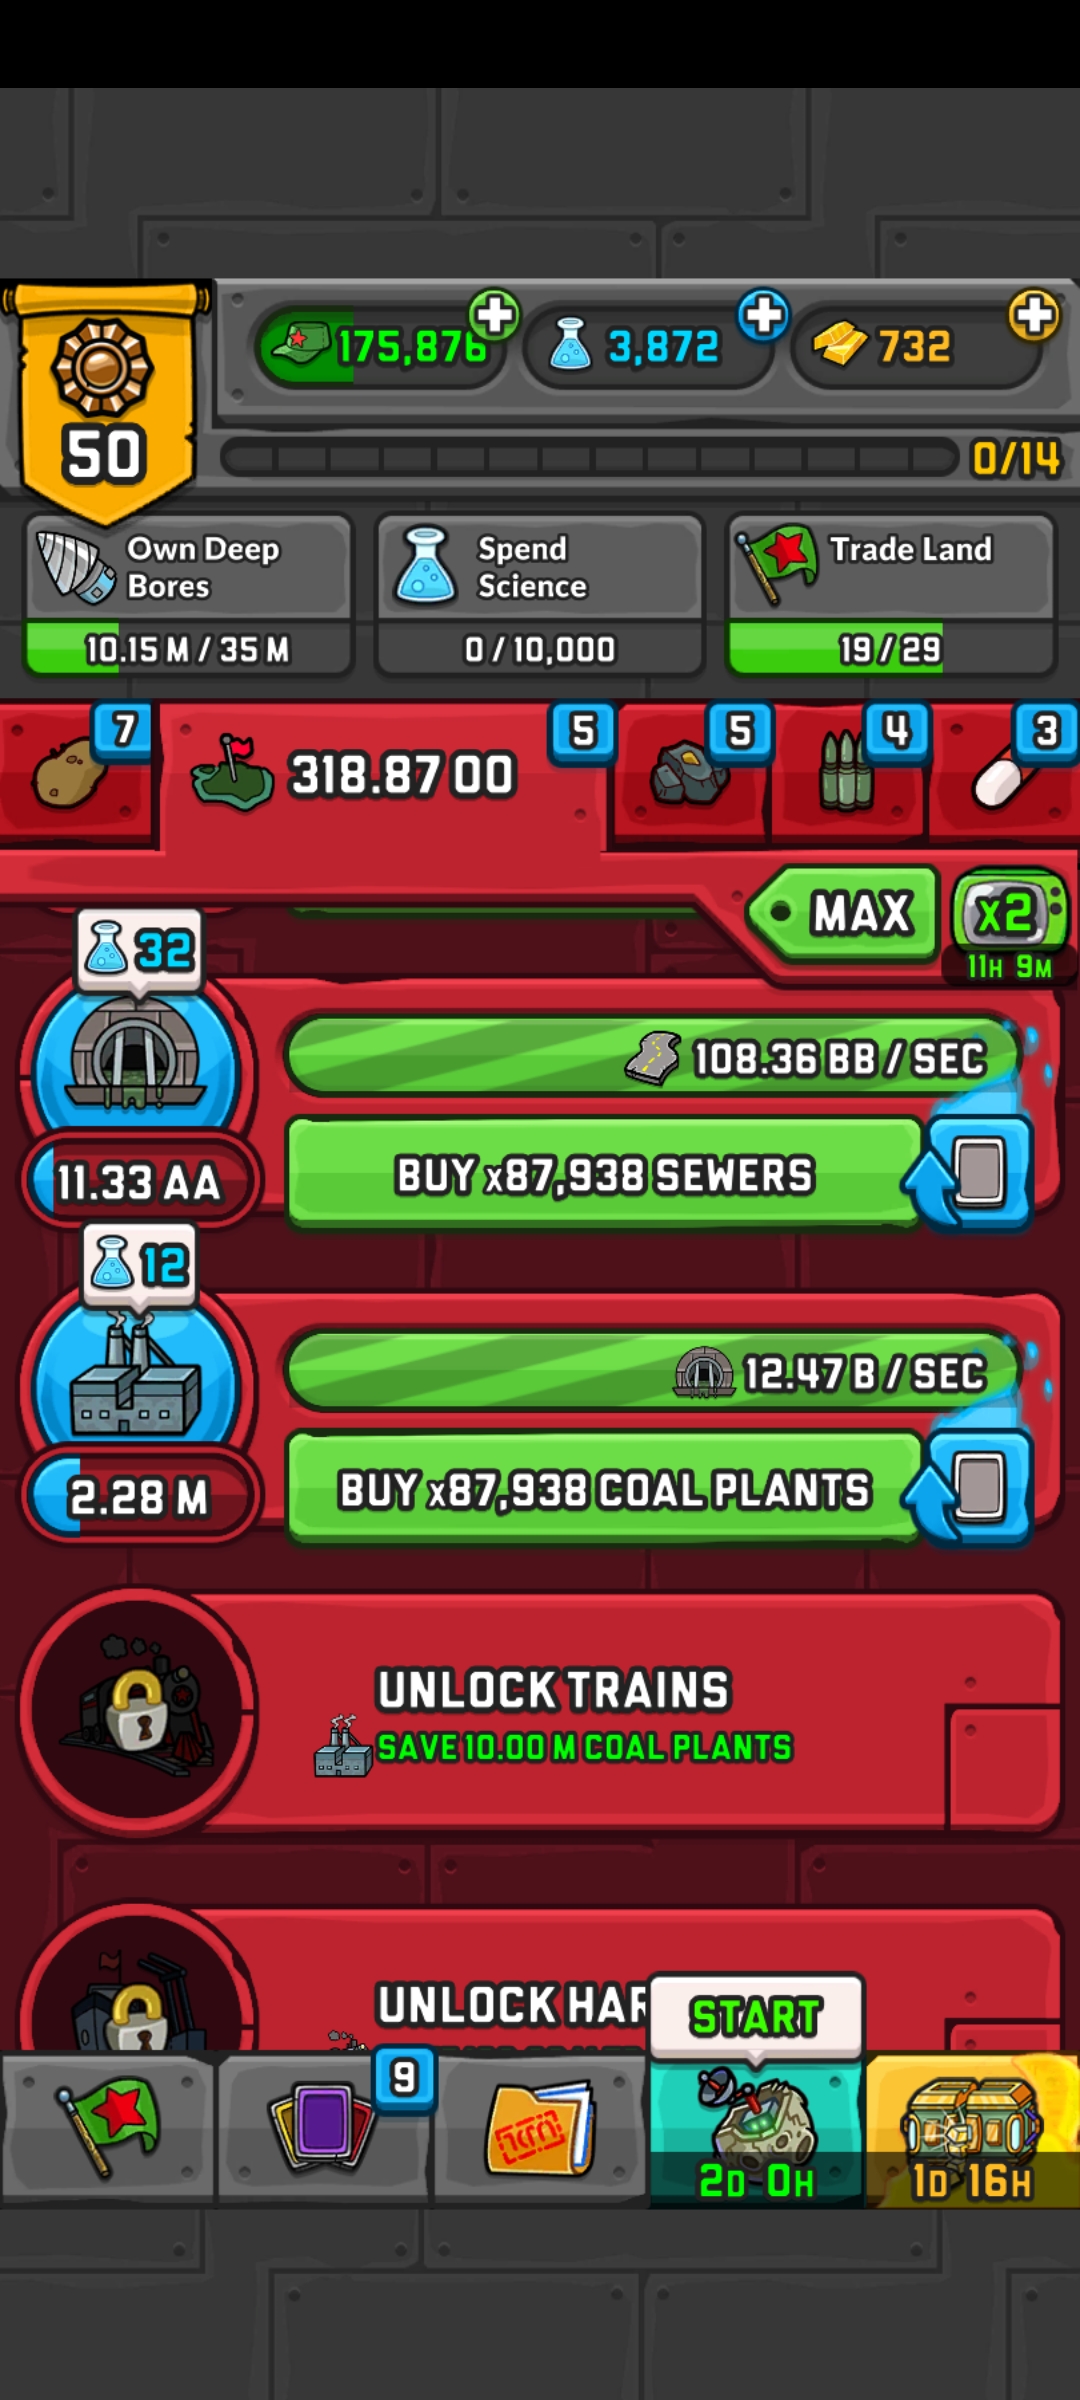 175,876
3,872
732
50
0/14
Own Deep Bores
10.15 M / 35 M
Spend Science
0 / 10,000
Trade Land
19 / 29
7
318.87 OO
5
5
4
3
MAX
x2
11H 9M
32
108.36 BB / SEC
11.33 AA
BUY x87,938 SEWERS
12
12.47 B / SEC
2.28 M
BUY x87,938 COAL PLANTS
UNLOCK TRAINS
SAVE 10.00 M COAL PLANTS
UNLOCK HAR
START
9
2D 0H
1D 16H